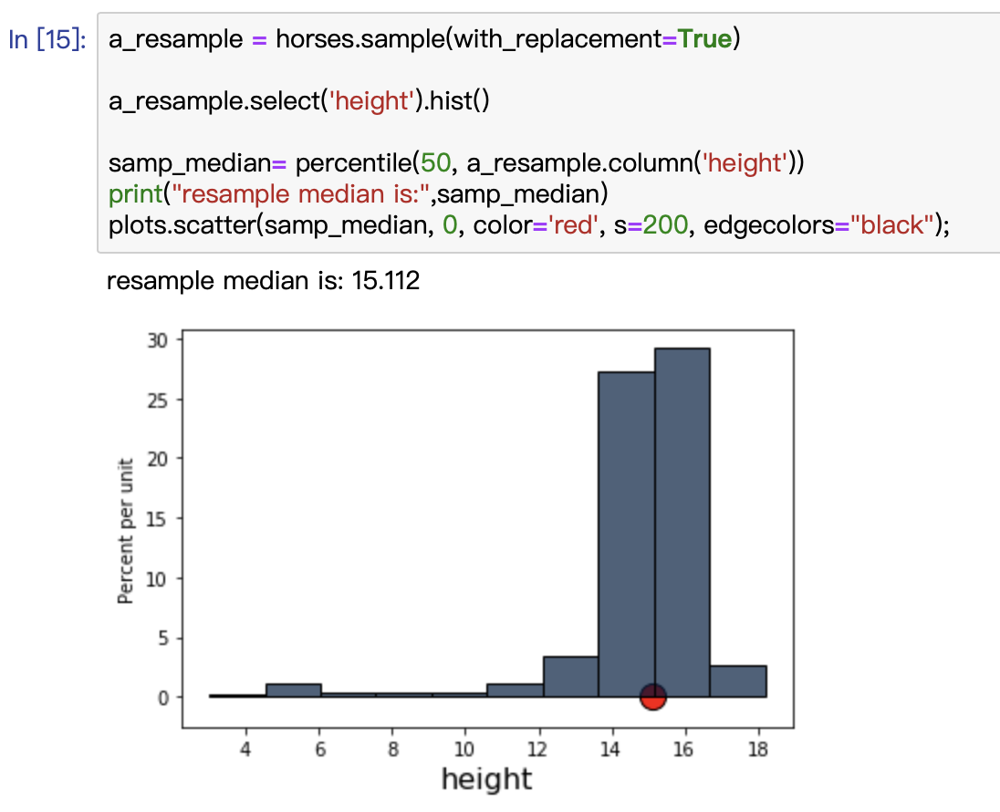 In [15]:
a_resample = horses.sample(with_replacement=True)
a_resample.select('height').hist()
samp_median= percentile(50, a_resample.column('height'))
print("resample median is:",samp_median)
plots.scatter(samp_median, 0, color='red', s=200, edgecolors="black");
resample median is: 15.112
30
25
20
15
10
5
0
Percent per unit
4 6 8 10 12 14 16 18
height